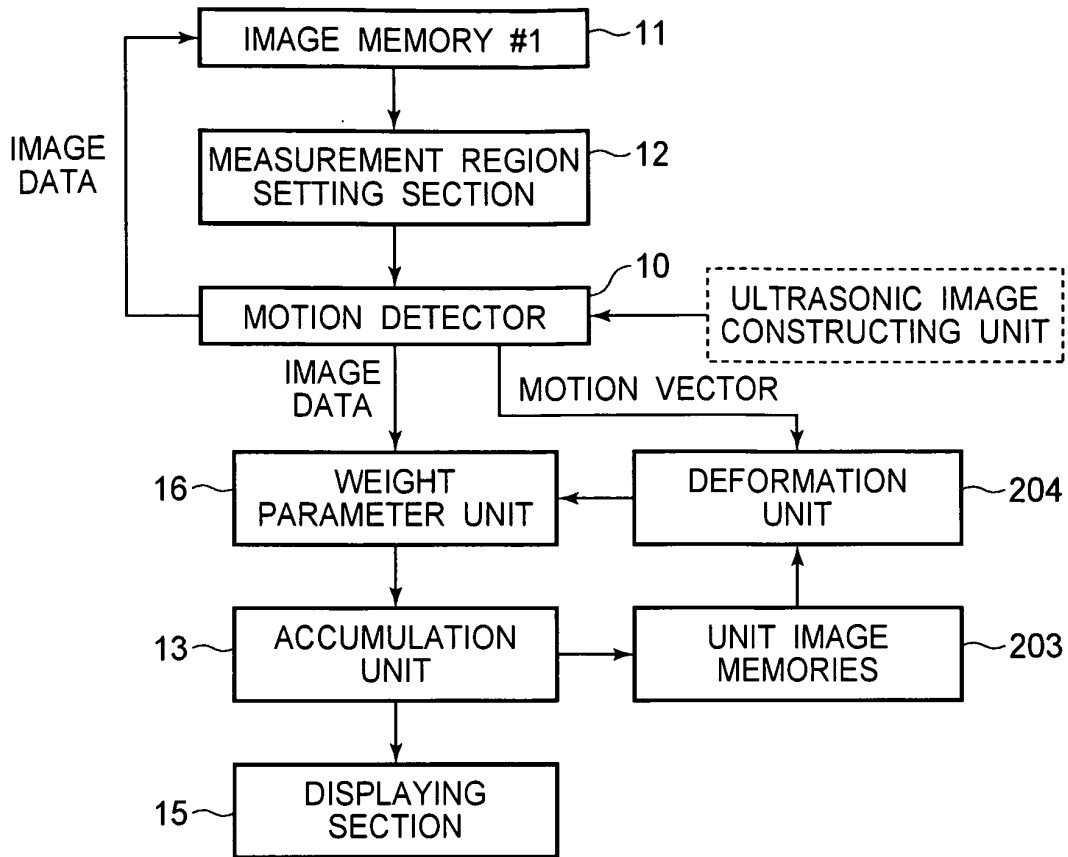 IMAGE MEMORY #1
11
IMAGE
DATA
MEASUREMENT REGION
SETTING SECTION
12
10
MOTION DETECTOR
ULTRASONIC IMAGE
CONSTRUCTING UNIT
IMAGE
DATA
MOTION VECTOR
16
WEIGHT
PARAMETER UNIT
DEFORMATION
UNIT
204
13
ACCUMULATION
UNIT
UNIT IMAGE
MEMORIES
203
15
DISPLAYING
SECTION